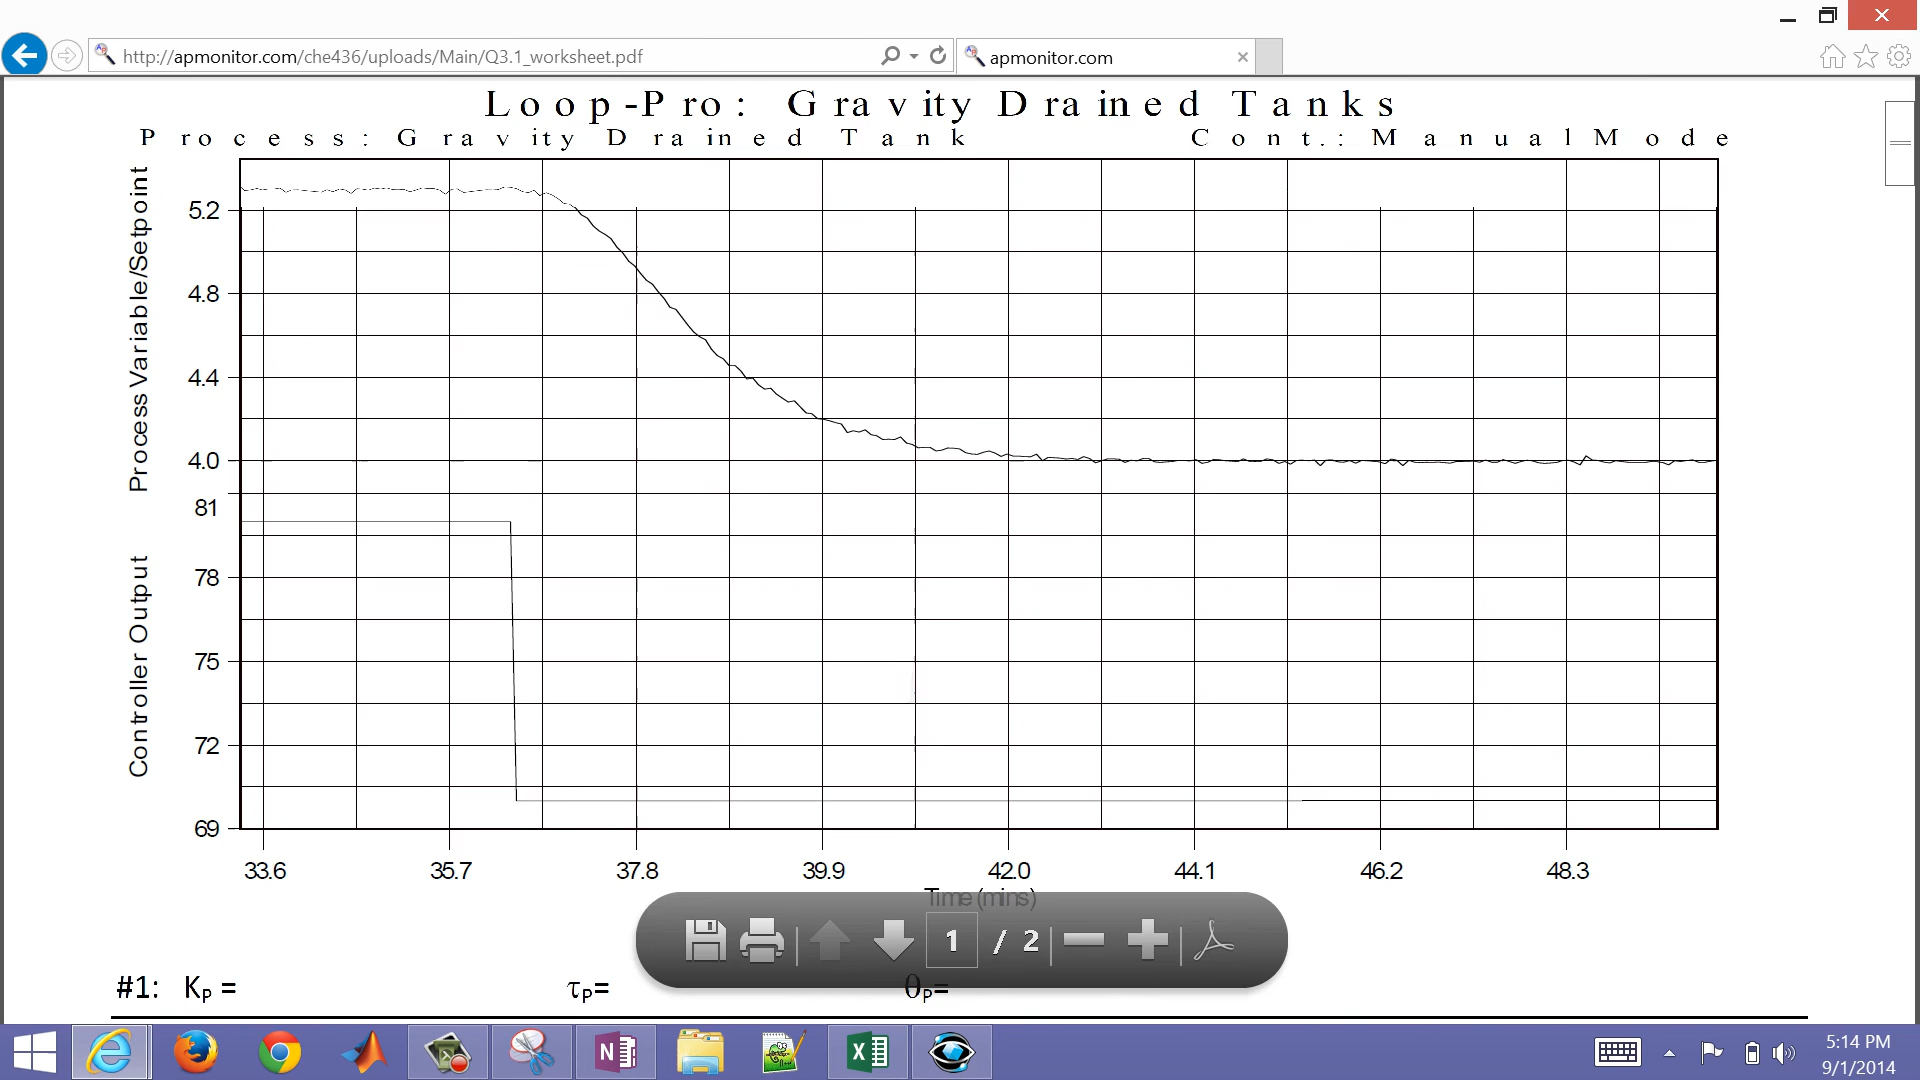 http://apmonitor.com/che436/uploads/Main/Q3.1_worksheet.pdf
apmonitor.com
Loop-Pro: Gravity Drained Tanks
Process: Gravity Drained Tank Cont.: Manual Mode
Process Variable/Setpoint
5.2
4.8
4.4
4.0
Controller Output
81
78
75
72
69
33.6 35.7 37.8 39.9 42.0 44.1 46.2 48.3
Time (mins)
1 / 2
#1: KP = τP= θP=
5:14 PM
9/1/2014